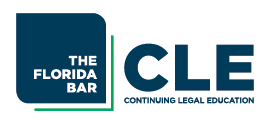 THE
FLORIDA
BAR
CLE
CONTINUING LEGAL EDUCATION